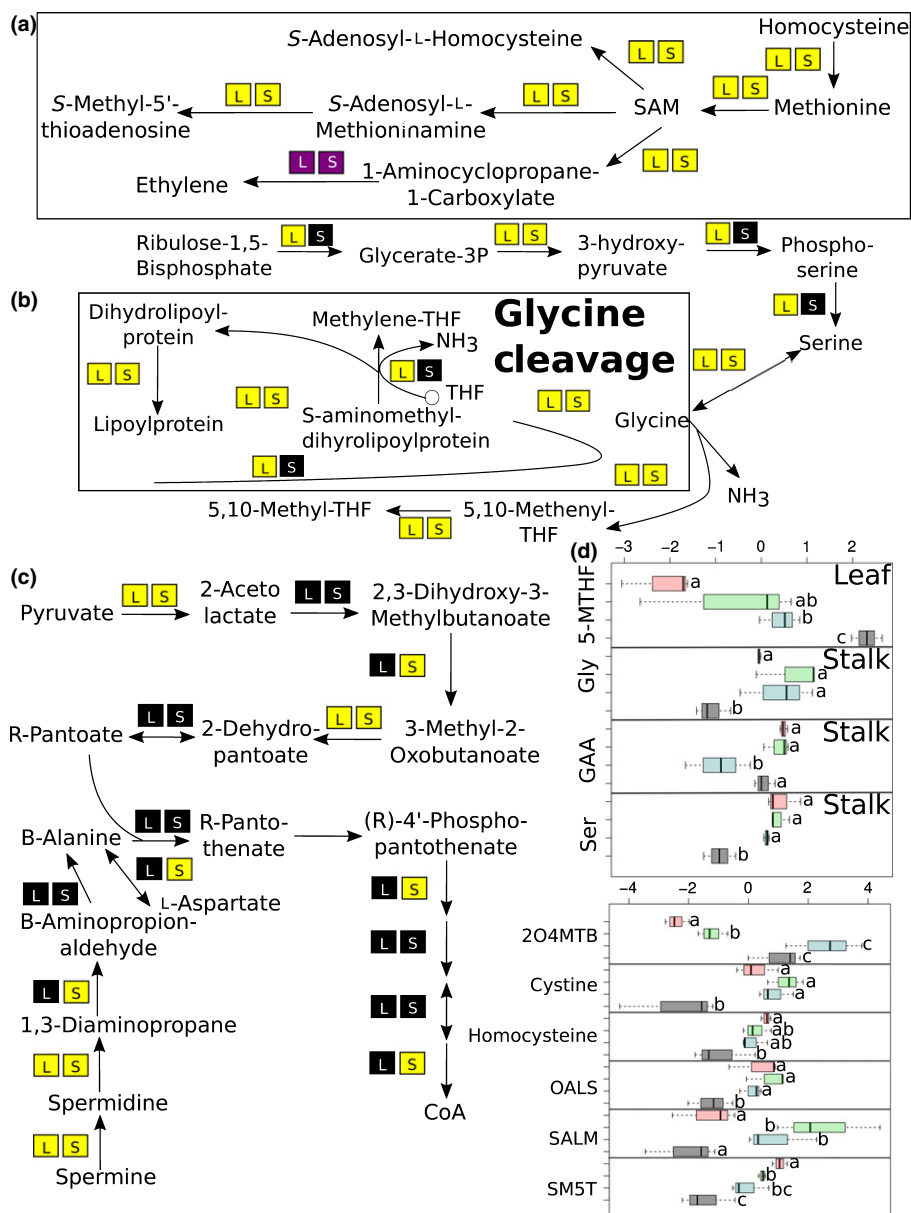 (a)
Homocysteine
S-Adenosyl-L-Homocysteine
L S
L S
L S
L S
L S
S-Methyl-5'-
thioadenosine
S-Adenosyl-L-
Methioninamine
SAM
Methionine
L S
L S
Ethylene
1-Aminocyclopropane-
1-Carboxylate
Ribulose-1,5-
Bisphosphate
L S
Glycerate-3P
L S
3-hydroxy-
pyruvate
L S
Phospho-
serine
L S
Serine
(b)
Glycine
cleavage
Dihydrolipoyl-
protein
Methylene-THF
NH3
L S
THF
L S
L S
L S
L S
Lipoylprotein
S-aminomethyl-
dihyrolipoylprotein
Glycine
L S
L S
NH3
5,10-Methyl-THF
L S
5,10-Methenyl-
THF
(c)
Pyruvate
L S
2-Aceto
lactate
L S
2,3-Dihydroxy-3-
Methylbutanoate
L S
R-Pantoate
L S
2-Dehydro-
pantoate
L S
3-Methyl-2-
Oxobutanoate
B-Alanine
L S
R-Panto-
thenate
(R)-4'-Phospho-
pantothenate
L S
L-Aspartate
L S
B-Aminopropion-
aldehyde
L S
L S
L S
L S
L S
1,3-Diaminopropane
L S
Spermidine
L S
Spermine
CoA
(d)
-3 -2 -1 0 1 2
Leaf
5-MTHF
a
ab
b
c
Stalk
Gly
a
a
a
b
Stalk
GAA
a
a
b
a
Stalk
Ser
a
a
a
b
-4 -2 0 2 4
2O4MTB
a
b
c
c
Cystine
a
a
a
b
Homocysteine
a
ab
ab
b
OALS
a
a
a
b
SALM
a
b
b
a
SM5T
a
b
bc
c